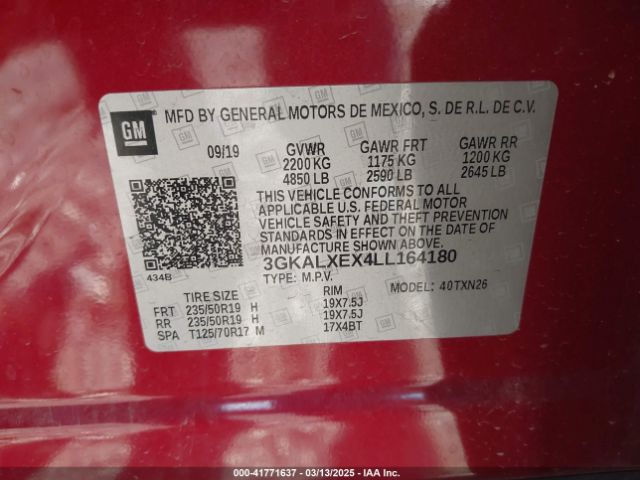 GM
MFD BY GENERAL MOTORS DE MEXICO, S. DE R.L. DE C.V.
09/19 GVWR GAWR FRT GAWR RR
2200 KG 1175 KG 1200 KG
4850 LB 2590 LB 2645 LB
THIS VEHICLE CONFORMS TO ALL
APPLICABLE U.S. FEDERAL MOTOR
VEHICLE SAFETY AND THEFT PREVENTION
STANDARDS IN EFFECT ON THE DATE OF
MANUFACTURE SHOWN ABOVE.
434B
3GKALXEX4LL164180
TYPE: M.P.V. MODEL: 40TXN26
TIRE SIZE RIM
FRT 235/50R19 H 19X7.5J
RR 235/50R19 H 19X7.5J
SPA T125/70R17 M 17X4BT
000-41771637 - 03/13/2025 - IAA Inc.